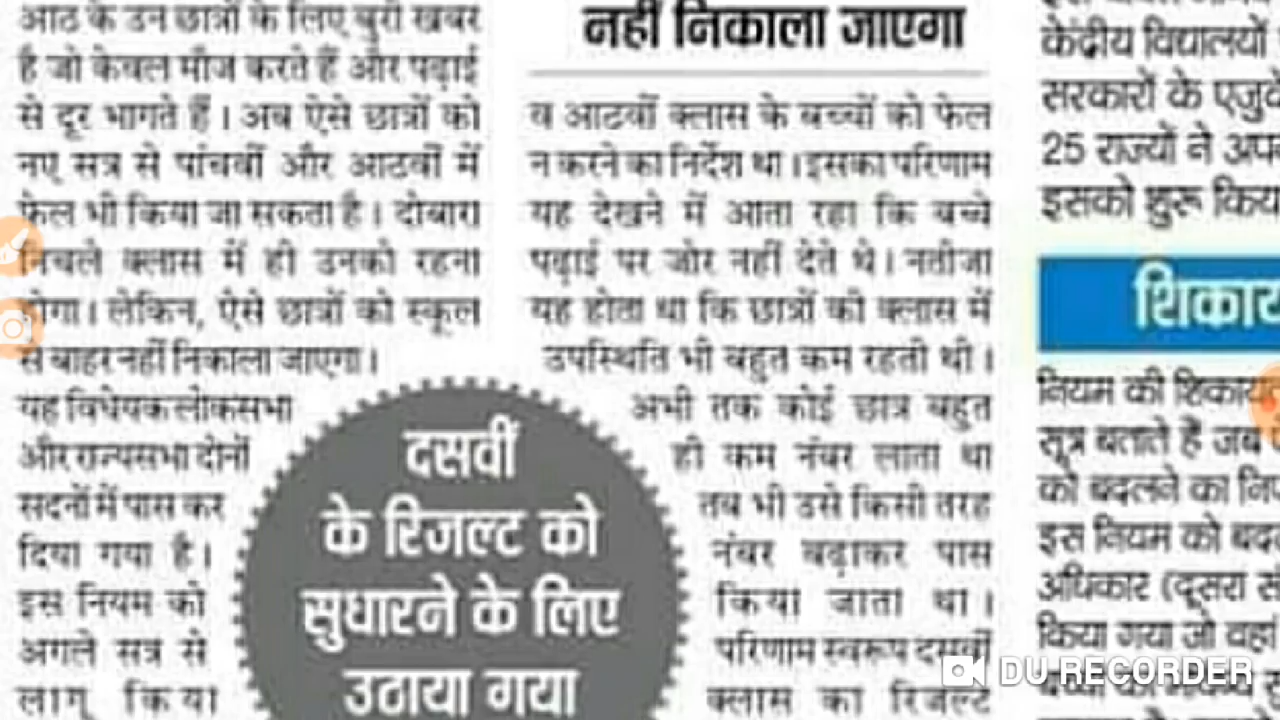 आठ के उन छात्रों के लिए बुरी खबर
है जो केवल मौज करते हैं और पढ़ाई
से दूर भागते हैं। अब ऐसे छात्रों को
नए सत्र से पांचवीं और आठवीं में
फेल भी किया जा सकता है। दोबारा
निचले क्लास में ही उनको रहना
होगा। लेकिन, ऐसे छात्रों को स्कूल
से बाहर नहीं निकाला जाएगा।
यह विधेयक लोकसभा
और राज्यसभा दोनों
सदनों में पास कर
दिया गया है।
इस नियम को
अगले सत्र से
लागू किया
दसवीं
के रिजल्ट को
सुधारने के लिए
उठाया गया
नहीं निकाला जाएगा
व आठवीं क्लास के बच्चों को फेल
न करने का निर्देश था। इसका परिणाम
यह देखने में आता रहा कि बच्चे
पढ़ाई पर जोर नहीं देते थे। नतीजा
यह होता था कि छात्रों की क्लास में
उपस्थिति भी बहुत कम रहती थी।
अभी तक कोई छात्र बहुत
ही कम नंबर लाता था
तब भी उसे किसी तरह
नंबर बढ़ाकर पास
किया जाता था।
परिणाम स्वरूप दसवीं
क्लास का रिजल्ट
केंद्रीय विद्यालयों
सरकारों के
25 राज्यों ने
इसको शुरू
नियम की
सूत्र बताते हैं जब
को बदलने का
इस नियम को
अधिकार (दूसरा
किया गया जो वहां
DU RECORDER